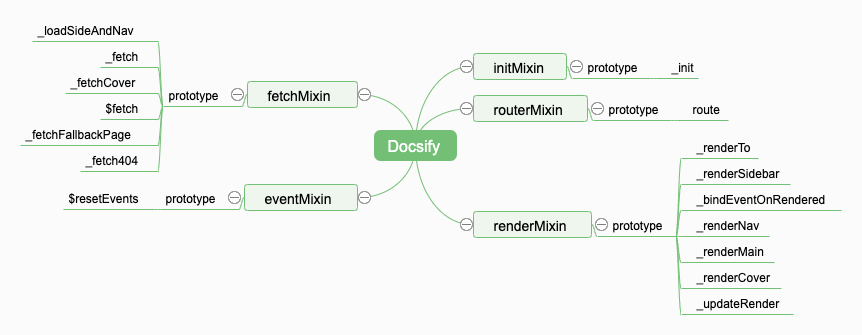 _loadSideAndNav
_fetch
_fetchCover
$fetch
_fetchFallbackPage
_fetch404
prototype
fetchMixin
$resetEvents
prototype
eventMixin
Docsify
initMixin
prototype
_init
routerMixin
prototype
route
renderMixin
prototype
_renderTo
_renderSidebar
_bindEventOnRendered
_renderNav
_renderMain
_renderCover
_updateRender